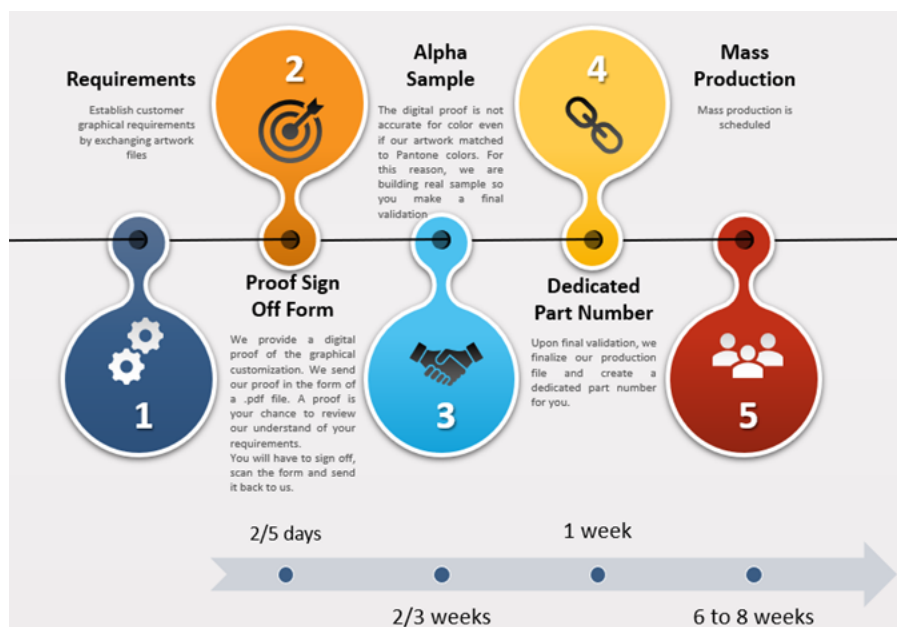 Requirements
Establish customer
graphical requirements
by exchanging artwork
files
1
2
Proof Sign
Off Form
We provide a digital
proof of the graphical
customization. We send
our proof in the form of
a .pdf file. A proof is
your chance to review
our understand of your
requirements.
You will have to sign off,
scan the form and send
it back to us.
Alpha
Sample
The digital proof is not
accurate for color even
if our artwork matched
to Pantone colors. For
this reason, we are
building real sample so
you make a final
validation
3
4
Dedicated
Part Number
Upon final validation, we
finalize our production
file and create a
dedicated part number
for you.
Mass
Production
Mass production is
scheduled
5
2/5 days
2/3 weeks
1 week
6 to 8 weeks